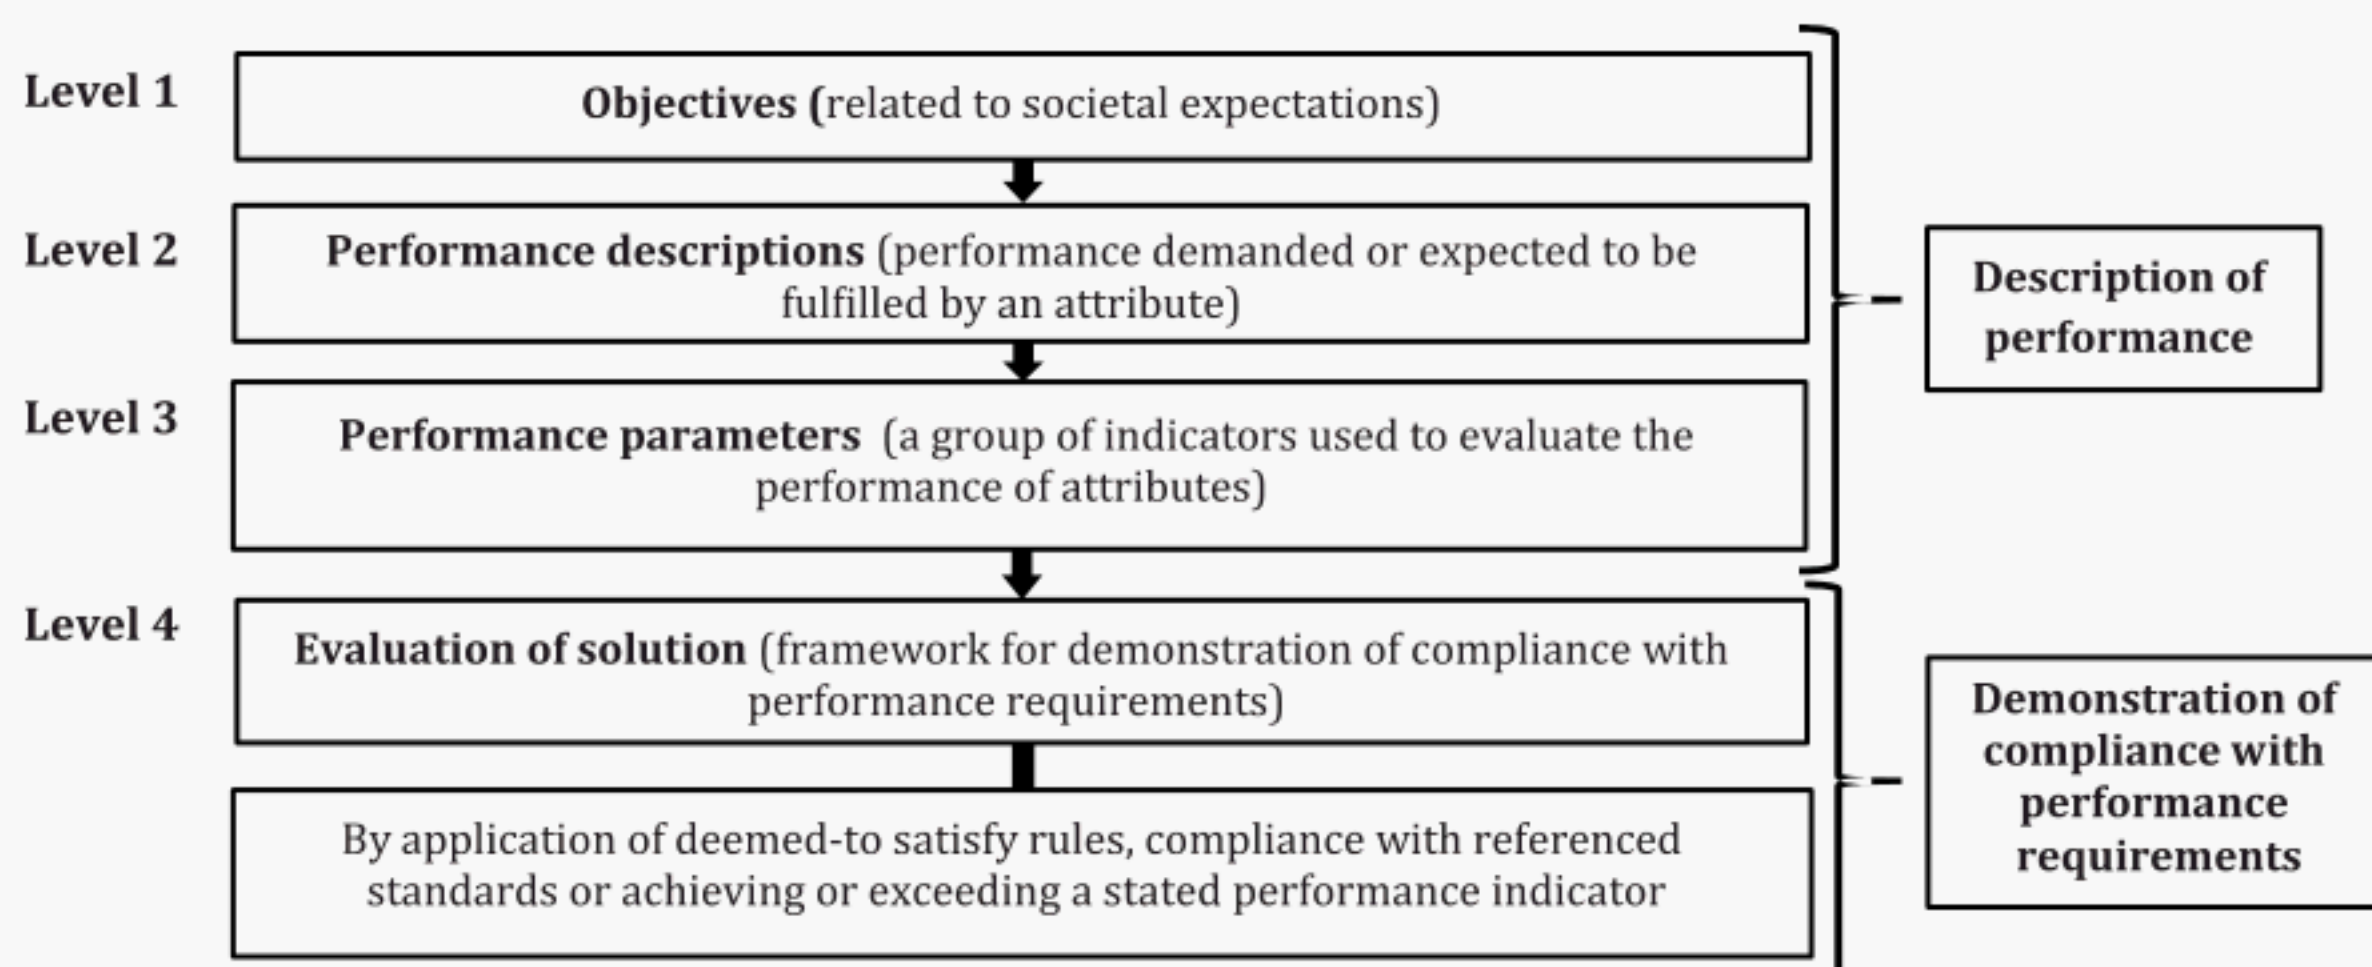 Level 1
Objectives (related to societal expectations)
Level 2
Performance descriptions (performance demanded or expected to be
fulfilled by an attribute)
Description of
performance
Level 3
Performance parameters (a group of indicators used to evaluate the
performance of attributes)
Level 4
Evaluation of solution (framework for demonstration of compliance with
performance requirements)
Demonstration of
compliance with
performance
requirements
By application of deemed-to satisfy rules, compliance with referenced
standards or achieving or exceeding a stated performance indicator